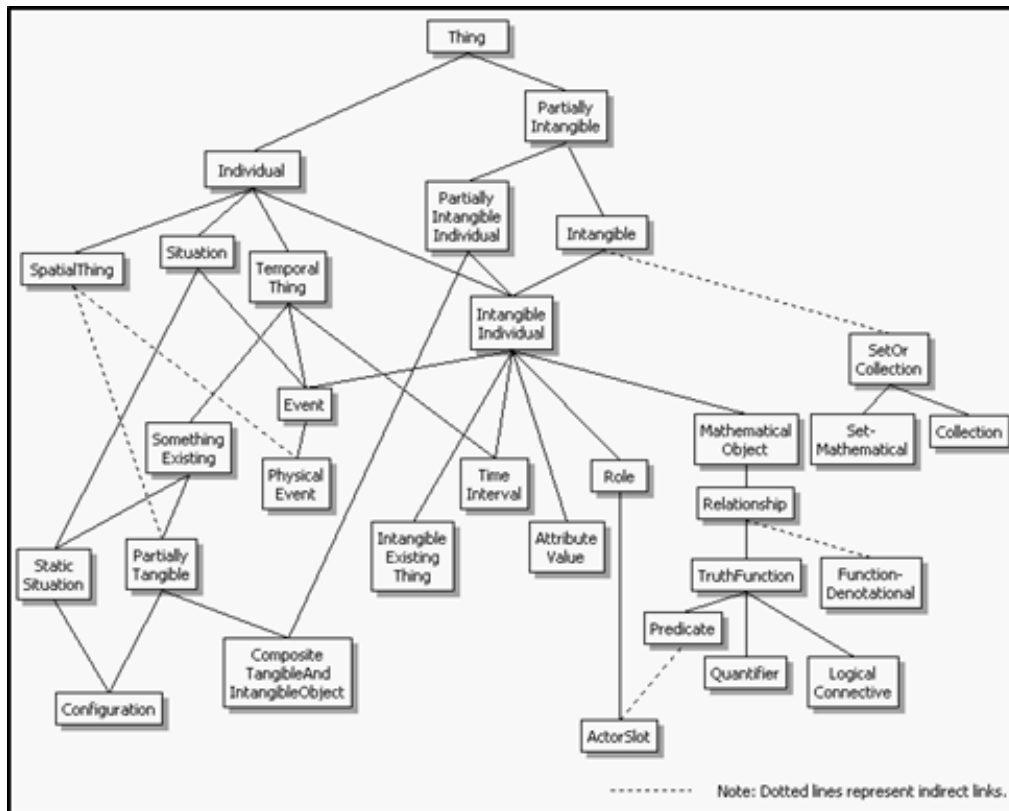 Thing
Partially
Intangible
Individual
Partially
Intangible
Individual
Intangible
SpatialThing
Situation
Temporal
Thing
Intangible
Individual
SetOr
Collection
Event
Something
Existing
Physical
Event
Time
Interval
Role
Mathematical
Object
Set-
Mathematical
Collection
Relationship
Static
Situation
Partially
Tangible
Intangible
Existing
Thing
Attribute
Value
TruthFunction
Function-
Denotational
Predicate
Composite
TangibleAnd
IntangibleObject
Quantifier
Logical
Connective
Configuration
ActorSlot
Note: Dotted lines represent indirect links.